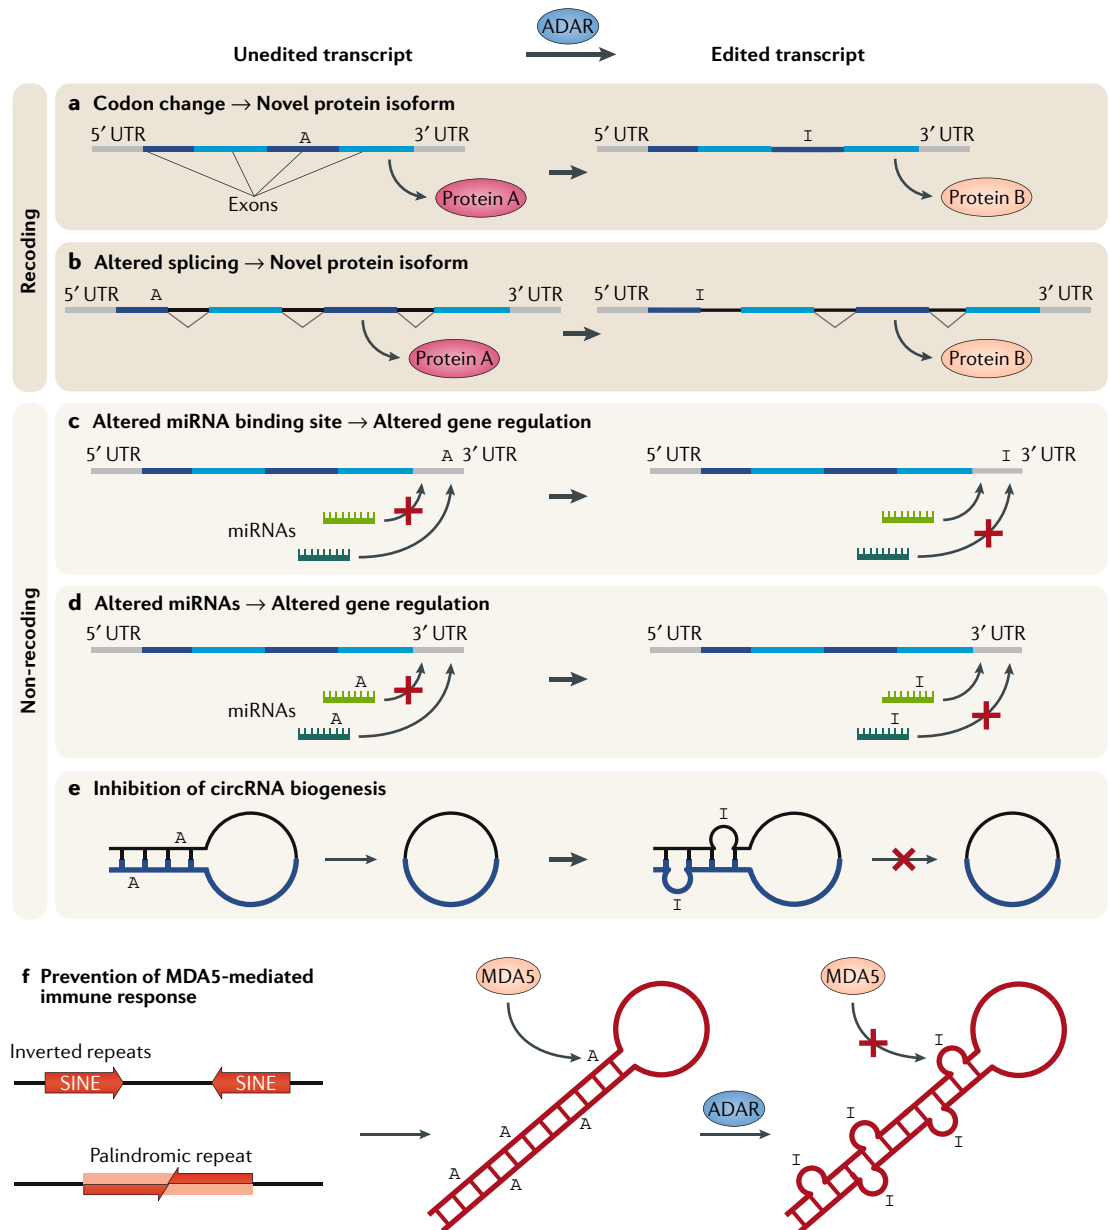 ADAR
Unedited transcript
Edited transcript
Recoding
a Codon change → Novel protein isoform
5′ UTR
A
3′ UTR
Exons
Protein A
5′ UTR
I
3′ UTR
Protein B
b Altered splicing → Novel protein isoform
5′ UTR
A
3′ UTR
Protein A
5′ UTR
I
3′ UTR
Protein B
Non-recoding
c Altered miRNA binding site → Altered gene regulation
5′ UTR
A
3′ UTR
miRNAs
5′ UTR
I
3′ UTR
d Altered miRNAs → Altered gene regulation
5′ UTR
3′ UTR
A
miRNAs
A
5′ UTR
3′ UTR
I
I
e Inhibition of circRNA biogenesis
A
A
I
I
f Prevention of MDA5-mediated
immune response
Inverted repeats
SINE
SINE
Palindromic repeat
MDA5
A
A
A
A
A
ADAR
MDA5
I
I
I
I
I
I